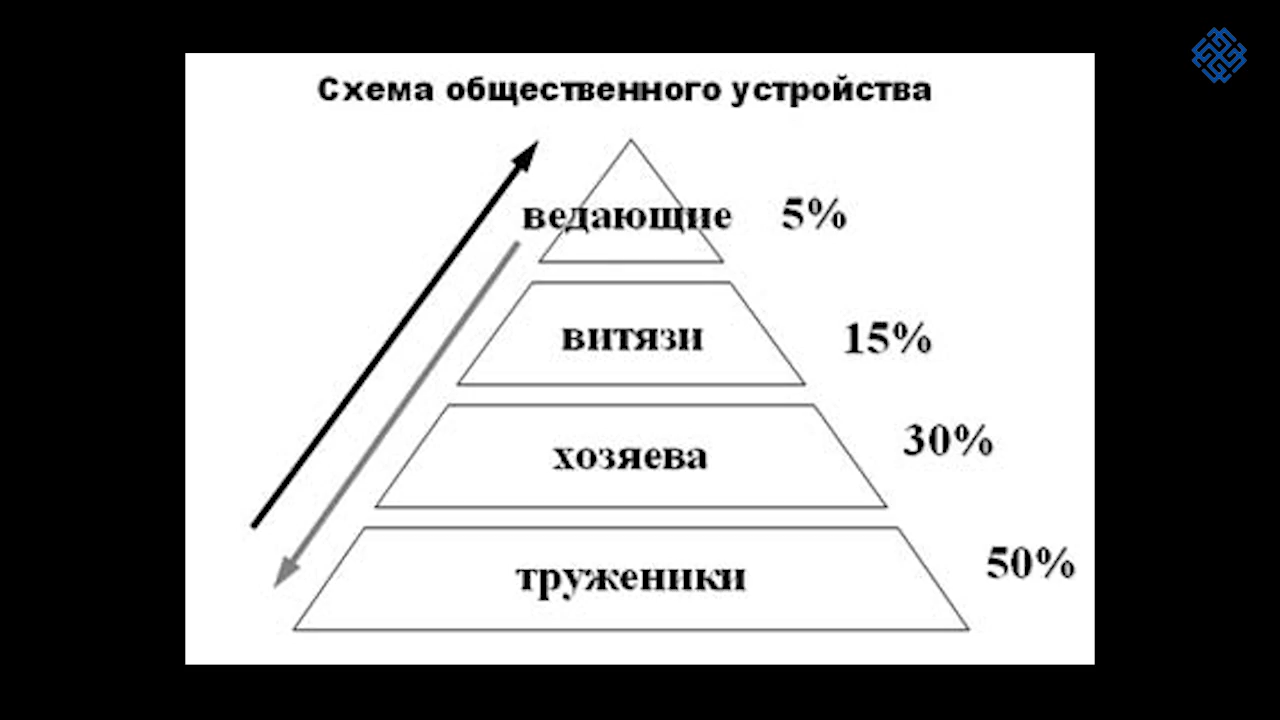 Схема общественного устройства
ведающие 5%
витязи 15%
хозяева 30%
труженики 50%